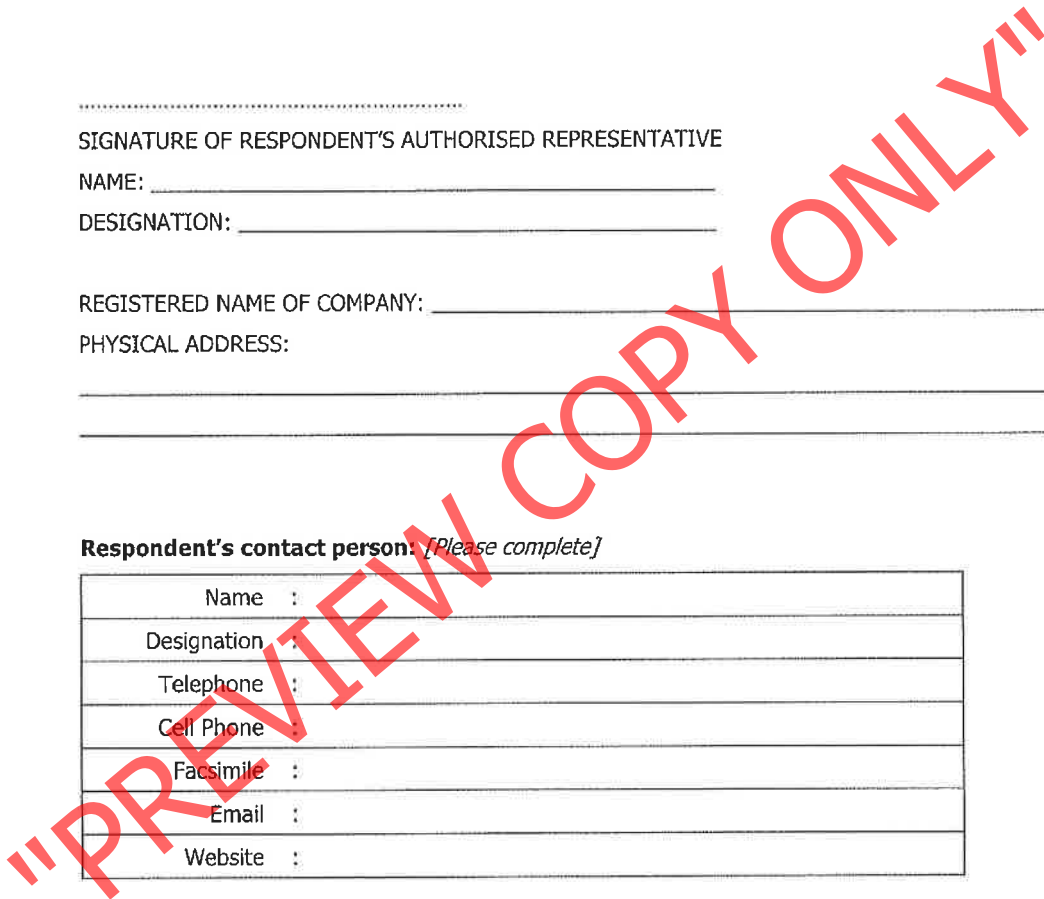 SIGNATURE OF RESPONDENT'S AUTHORISED REPRESENTATIVE
NAME:
DESIGNATION:
REGISTERED NAME OF COMPANY:
PHYSICAL ADDRESS:
Respondent's contact person: [Please complete]
Name :
Designation :
Telephone :
Cell Phone :
Facsimile :
Email :
Website :
"PREVIEW COPY ONLY"